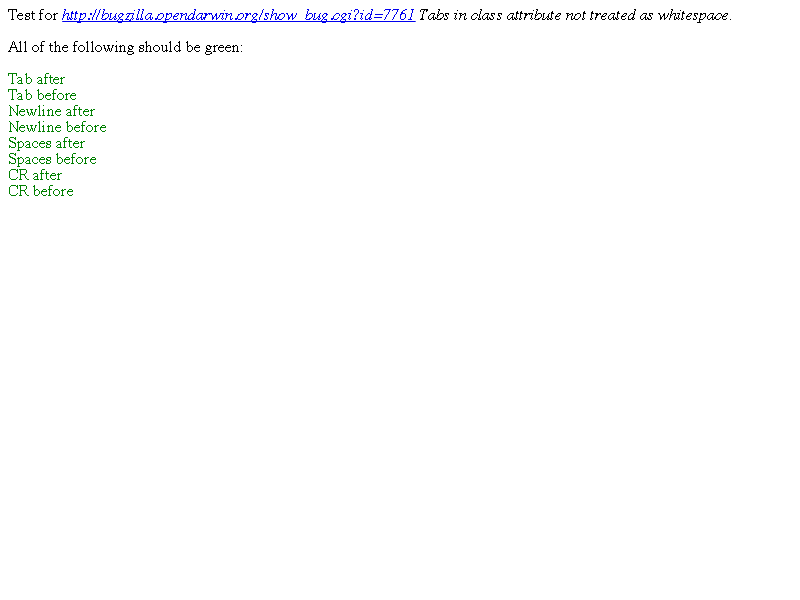 Test for http://bugzilla.opendarwin.org/show_bug.cgi?id=7761 Tabs in class attribute not treated as whitespace.
All of the following should be green:
Tab after
Tab before
Newline after
Newline before
Spaces after
Spaces before
CR after
CR before